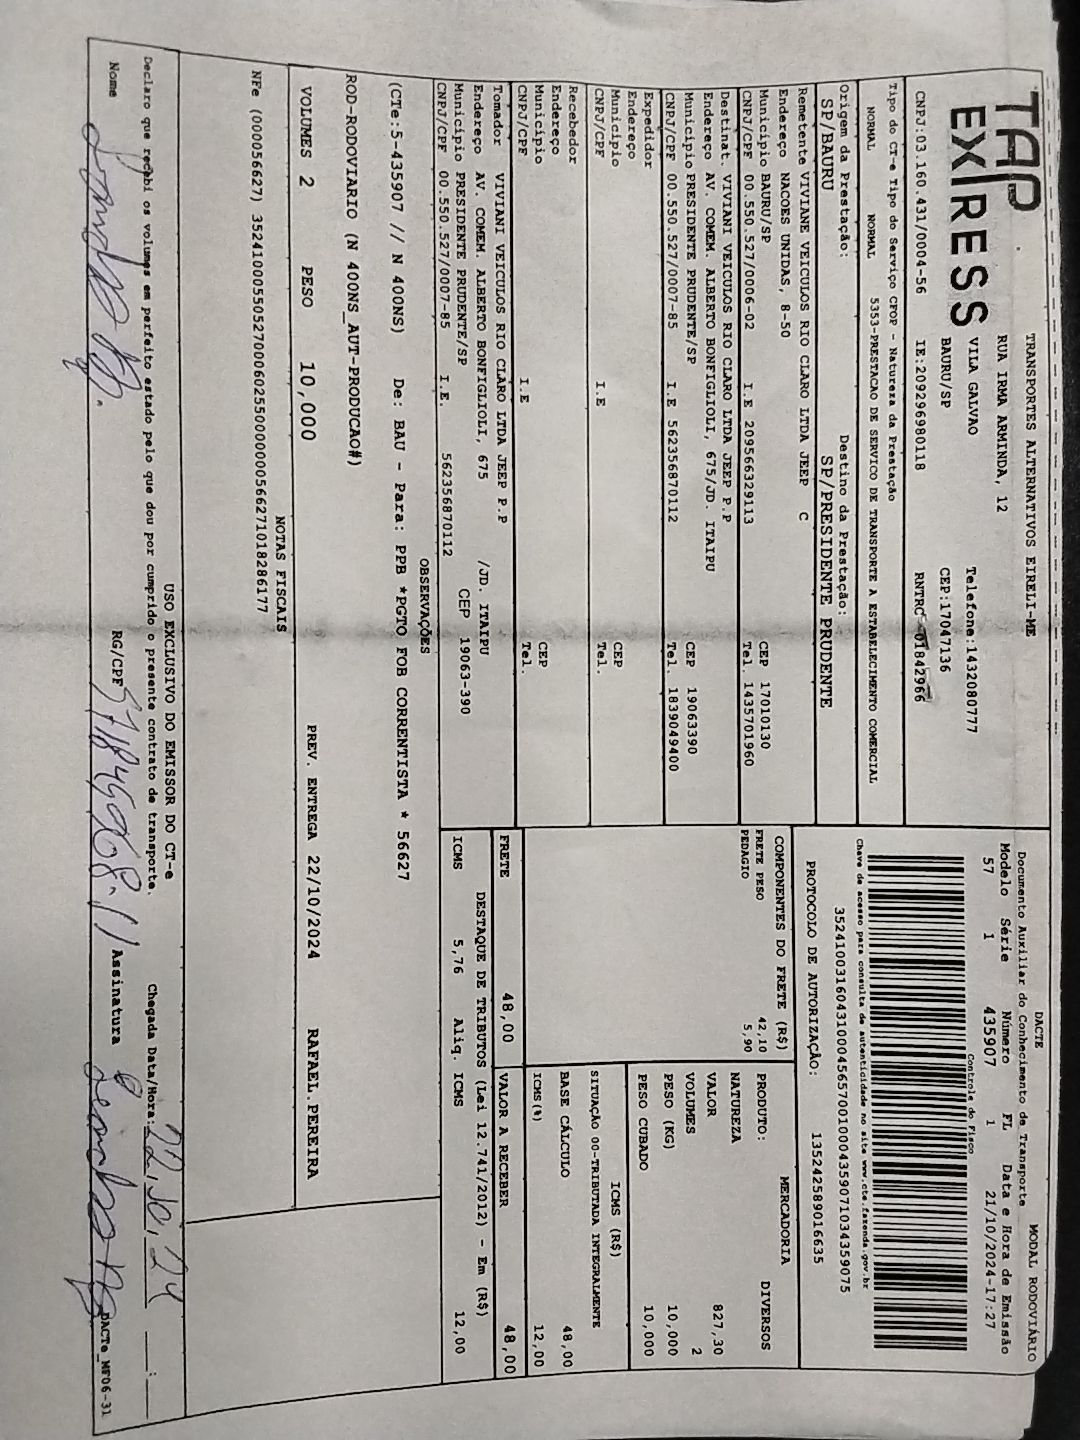 TAP
EXPRESS
TRANSPORTES ALTERNATIVOS EIRELI-ME
RUA IRMA ARMINDA, 12
VILA GALVAO Telefone:1432080777
BAURU/SP CEP:17047136
CNPJ:03.160.431/0004-56 IE:209296980118 RNTRC 01842966
Tipo do CT-e Tipo do Serviço CFOP - Natureza da Prestação
NORMAL NORMAL 5353-PRESTACAO DE SERVICO DE TRANSPORTE A ESTABELECIMENTO COMERCIAL
Origem da Prestação: Destino da Prestação:
SP/BAURU SP/PRESIDENTE PRUDENTE
Remetente VIVIANE VEICULOS RIO CLARO LTDA JEEP C
Endereço NACOES UNIDAS, 8-50
Município BAURU/SP CEP 17010130
CNPJ/CPF 00.550.527/0006-02 I.E 209566329113 Tel. 1435701960
Destinat. VIVIANI VEICULOS RIO CLARO LTDA JEEP P.P
Endereço AV. COMEM. ALBERTO BONFIGLIOLI, 675/JD. ITAIPU
Município PRESIDENTE PRUDENTE/SP CEP 19063390
CNPJ/CPF 00.550.527/0007-85 I.E 562356870112 Tel. 1839049400
Expedidor
Endereço
Município CEP
CNPJ/CPF I.E Tel.
Recebedor
Endereço
Município CEP
CNPJ/CPF I.E Tel.
Tomador VIVIANI VEICULOS RIO CLARO LTDA JEEP P.P
Endereço AV. COMEM. ALBERTO BONFIGLIOLI, 675 /JD. ITAIPU
Município PRESIDENTE PRUDENTE/SP CEP 19063-390
CNPJ/CPF 00.550.527/0007-85 I.E. 562356870112
DACTE MODAL RODOVIÁRIO
Documento Auxiliar do Conhecimento de Transporte
Modelo Série Número FL Data e Hora de Emissão
57 1 435907 1 21/10/2024-17:27
Controle do Fisco
Chave de acesso para consulta de autenticidade no site www.cte.fazenda.gov.br
35241003160431000456570010004359071034359075
PROTOCOLO DE AUTORIZAÇÃO: 135242589016635
COMPONENTES DO FRETE (R$)
FRETE PESO 42,10
PEDAGIO 5,90
MERCADORIA
PRODUTO: DIVERSOS
NATUREZA
VALOR 827,30
VOLUMES 2
PESO (KG) 10,000
PESO CUBADO 10,000
ICMS (R$)
SITUAÇÃO 00-TRIBUTADA INTEGRALMENTE
BASE CÁLCULO 48,00
ICMS(%) 12,00
FRETE 48,00 VALOR A RECEBER 48,00
DESTAQUE DE TRIBUTOS (Lei 12.741/2012) - Em (R$)
ICMS 5,76 Aliq. ICMS 12,00
OBSERVAÇÕES
(CTe:5-435907 // N 400NS) De: BAU - Para: PPB *PGTO FOB CORRENTISTA * 56627
ROD-RODOVIARIO (N 400NS_AUT-PRODUCAO#)
VOLUMES 2 PESO 10,000 PREV. ENTREGA 22/10/2024 RAFAEL.PEREIRA
NOTAS FISCAIS
NFe (000056627) 35241000550527000602550000000566271018286177
USO EXCLUSIVO DO EMISSOR DO CT-e
Declaro que recebi os volumes em perfeito estado pelo que dou por cumprido o presente contrato de transporte. Chegada Data/Hora: 22,10,24 __:__
Nome RG/CPF Assinatura
DACTe_MF06-31